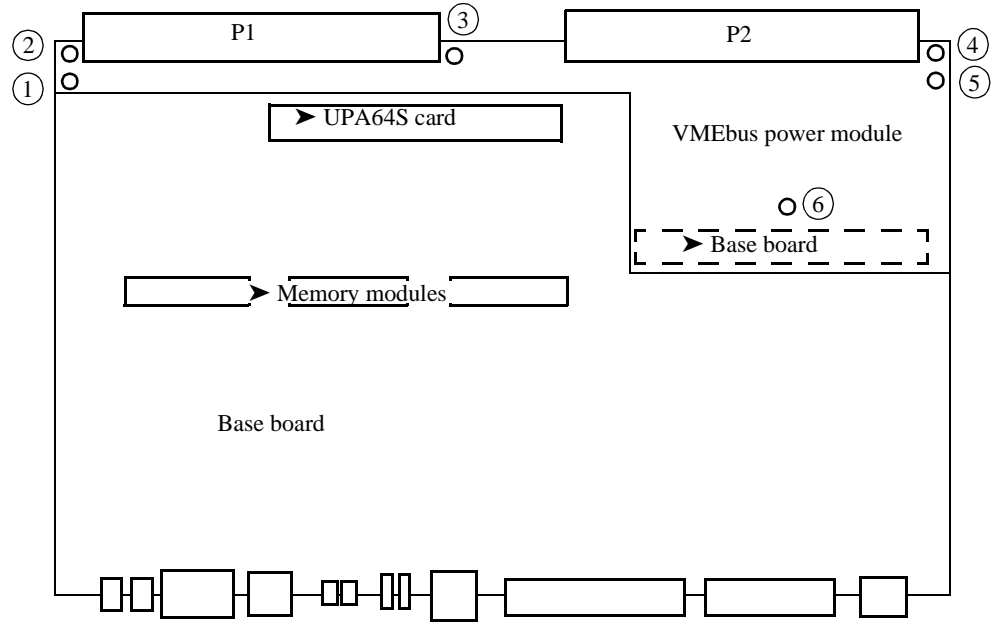 P1
P2
3
2
4
1
5
➤ UPA64S card
VMEbus power module
6
➤ Base board
➤ Memory modules
Base board